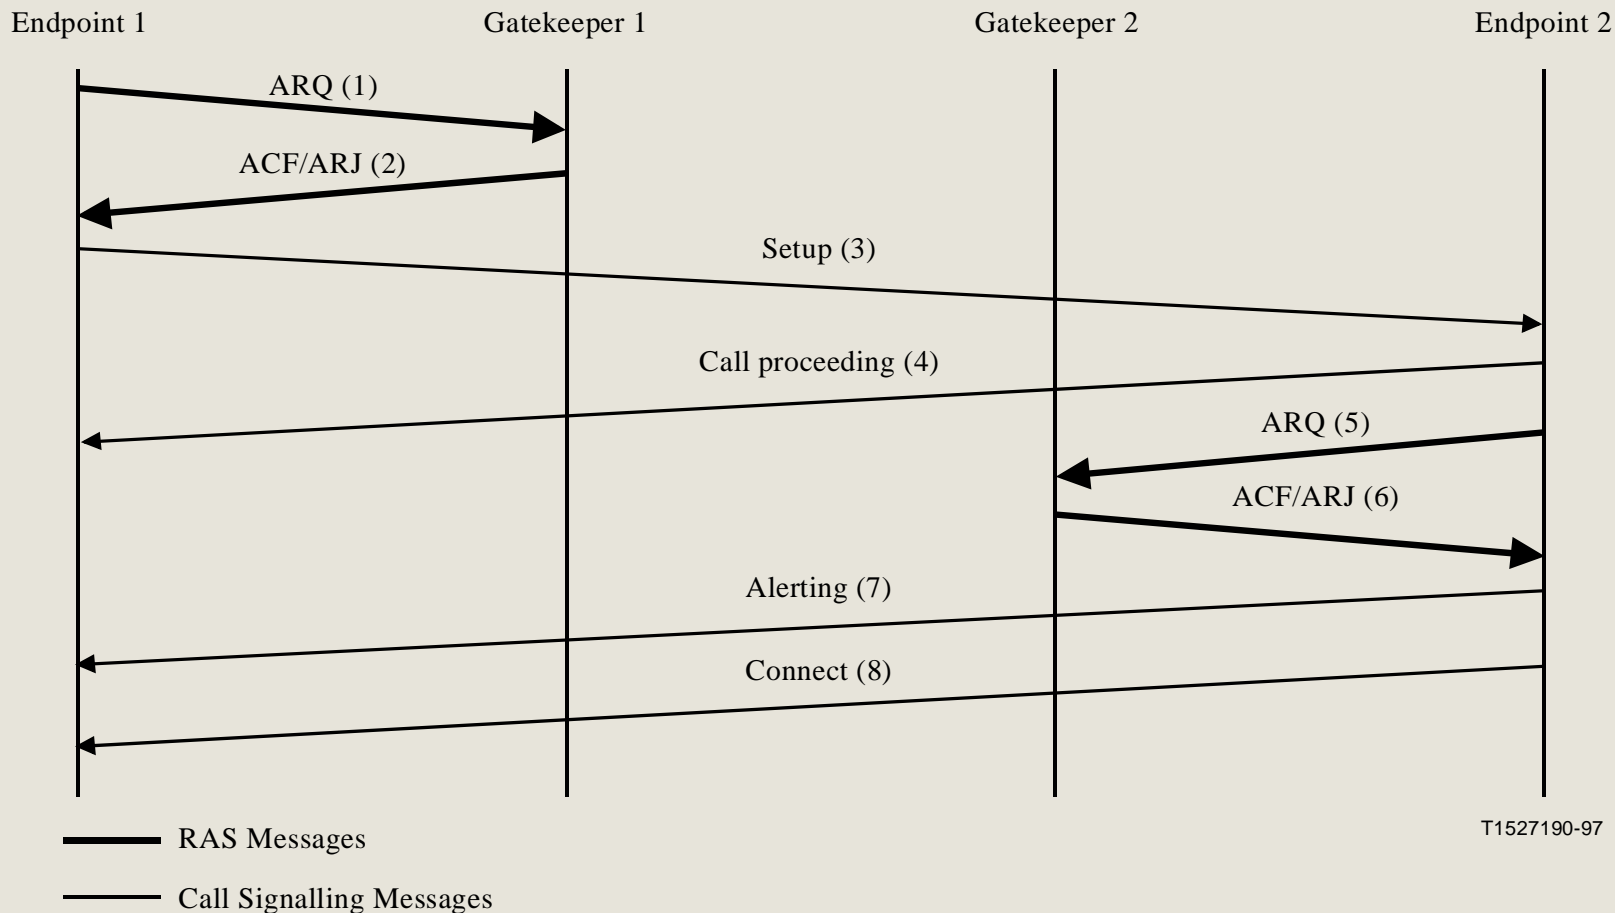 Endpoint 1
Gatekeeper 1
Gatekeeper 2
Endpoint 2
ARQ (1)
ACF/ARJ (2)
Setup (3)
Call proceeding (4)
ARQ (5)
ACF/ARJ (6)
Alerting (7)
Connect (8)
T1527190-97
RAS Messages
Call Signalling Messages